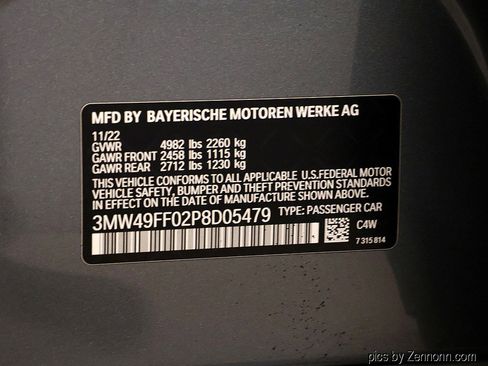 MFD BY BAYERISCHE MOTOREN WERKE AG
11/22
GVWR 4982 lbs 2260 kg
GAWR FRONT 2458 lbs 1115 kg
GAWR REAR 2712 lbs 1230 kg
THIS VEHICLE CONFORMS TO ALL APPLICABLE U.S.FEDERAL MOTOR
VEHICLE SAFETY, BUMPER AND THEFT PREVENTION STANDARDS
IN EFFECT ON THE DATE OF MANUFACTURE SHOWN ABOVE.
3MW49FF02P8D05479 TYPE: PASSENGER CAR
C4W
7 315 814
pics by Zennonn.com